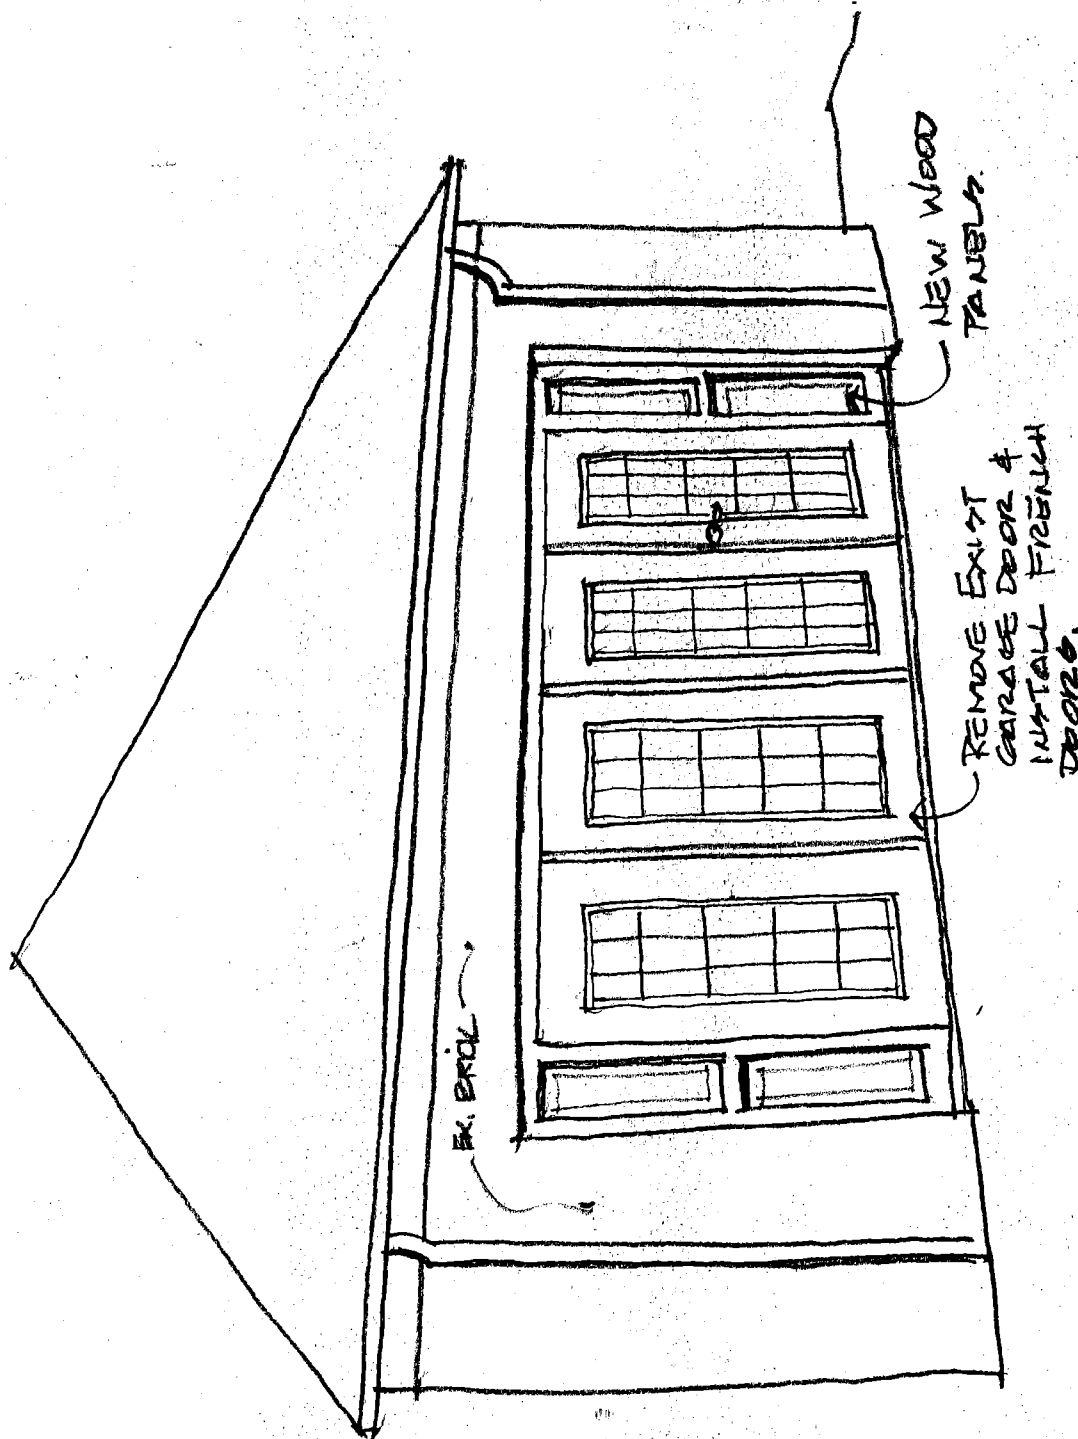 EX. BRICK
NEW WOOD
PANELS.
REMOVE EXIST
GARAGE DOOR &
INSTALL FRENCH
DOORS.